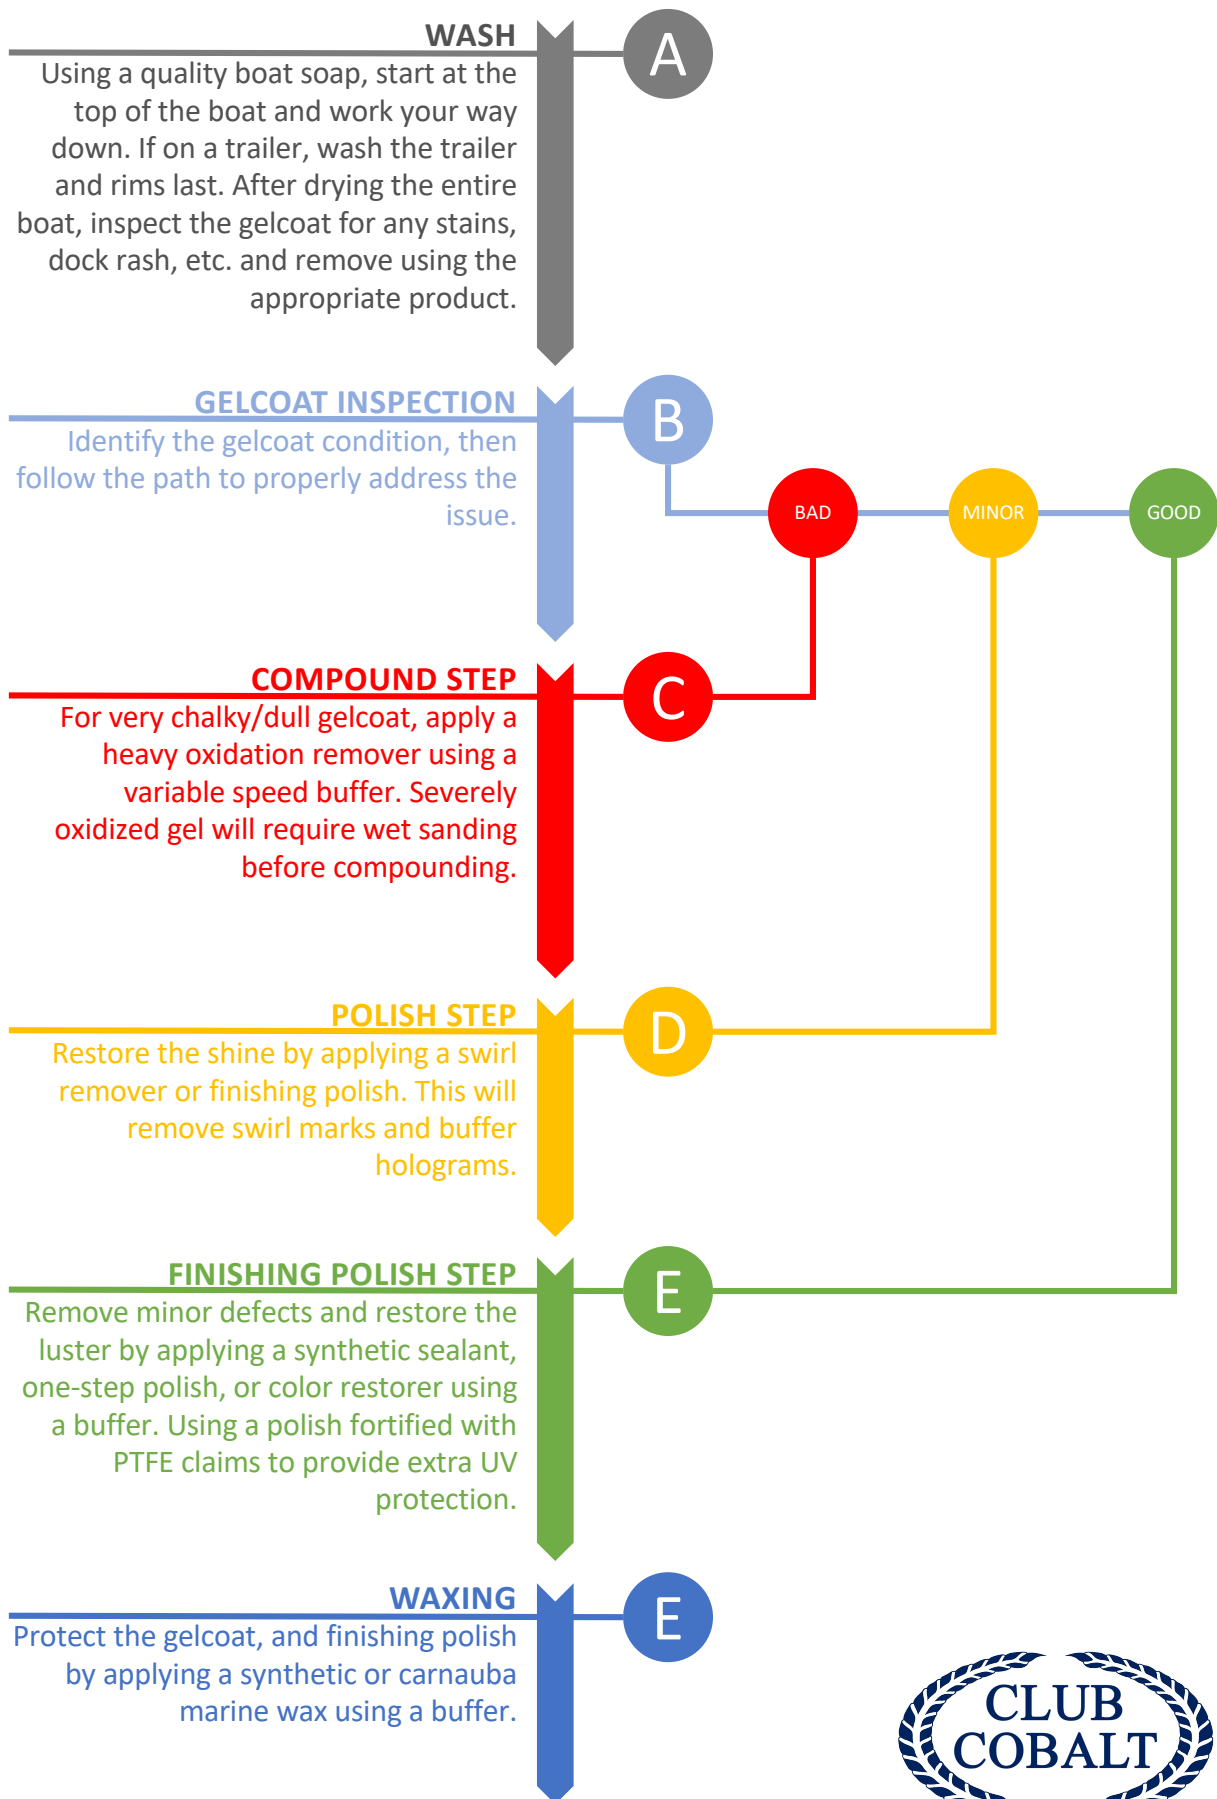 WASH
A
Using a quality boat soap, start at the
top of the boat and work your way
down. If on a trailer, wash the trailer
and rims last. After drying the entire
boat, inspect the gelcoat for any stains,
dock rash, etc. and remove using the
appropriate product.
GELCOAT INSPECTION
B
Identify the gelcoat condition, then
follow the path to properly address the
issue.
BAD
MINOR
GOOD
COMPOUND STEP
C
For very chalky/dull gelcoat, apply a
heavy oxidation remover using a
variable speed buffer. Severely
oxidized gel will require wet sanding
before compounding.
POLISH STEP
D
Restore the shine by applying a swirl
remover or finishing polish. This will
remove swirl marks and buffer
holograms.
FINISHING POLISH STEP
E
Remove minor defects and restore the
luster by applying a synthetic sealant,
one-step polish, or color restorer using
a buffer. Using a polish fortified with
PTFE claims to provide extra UV
protection.
WAXING
E
Protect the gelcoat, and finishing polish
by applying a synthetic or carnauba
marine wax using a buffer.
CLUB
COBALT